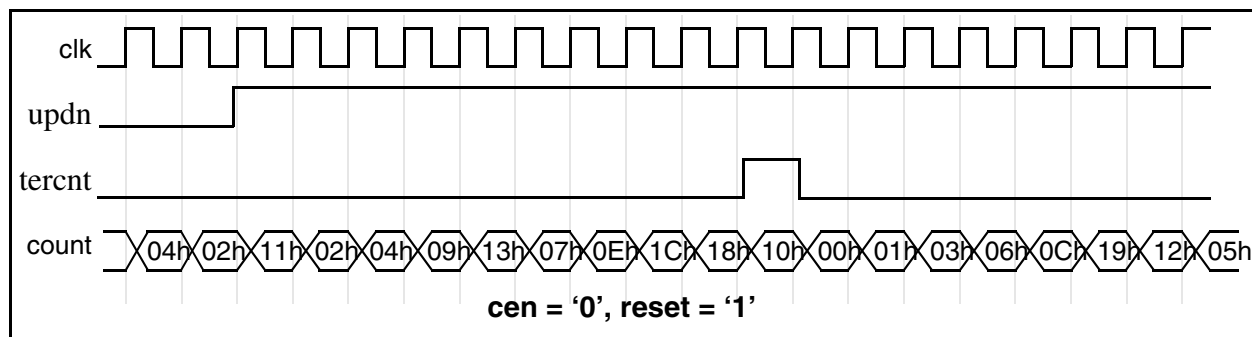 clk
updn
tercnt
count 04h 02h 11h 02h 04h 09h 13h 07h 0Eh 1Ch 18h 10h 00h 01h 03h 06h 0Ch 19h 12h 05h
cen = ‘0’, reset = ‘1’